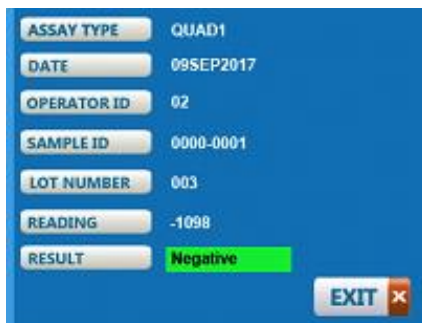 ASSAY TYPE QUAD1
DATE 09SEP2017
OPERATOR ID 02
SAMPLE ID 0000-0001
LOT NUMBER 003
READING -1098
RESULT Negative
EXIT ×